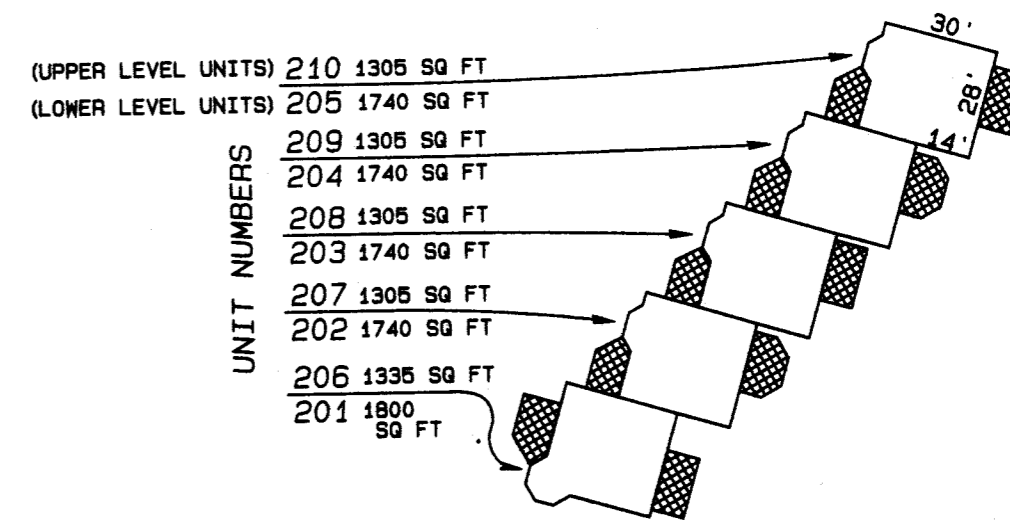 (UPPER LEVEL UNITS) 210 1305 SQ FT
(LOWER LEVEL UNITS) 205 1740 SQ FT
209 1305 SQ FT
204 1740 SQ FT
208 1305 SQ FT
203 1740 SQ FT
207 1305 SQ FT
202 1740 SQ FT
206 1335 SQ FT
201 1800
SQ FT
UNIT NUMBERS
30'
28'
14'